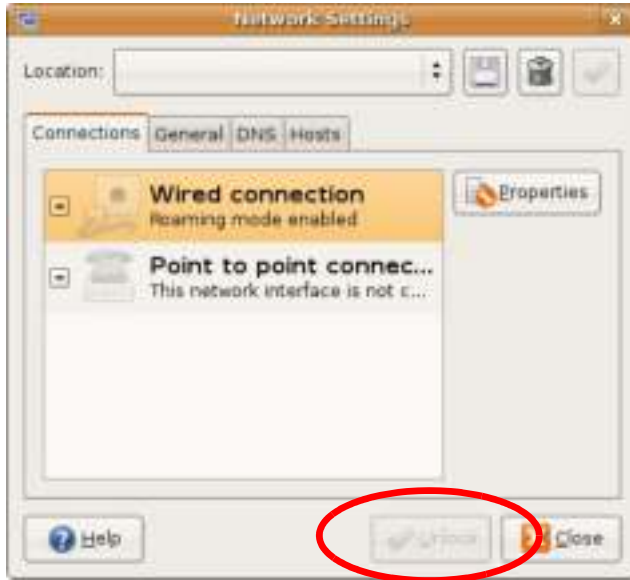 Network Settings
Location:
Connections General DNS Hosts
Wired connection
Roaming mode enabled
Properties
Point to point connec...
This network interface is not c...
Help Unlock Close